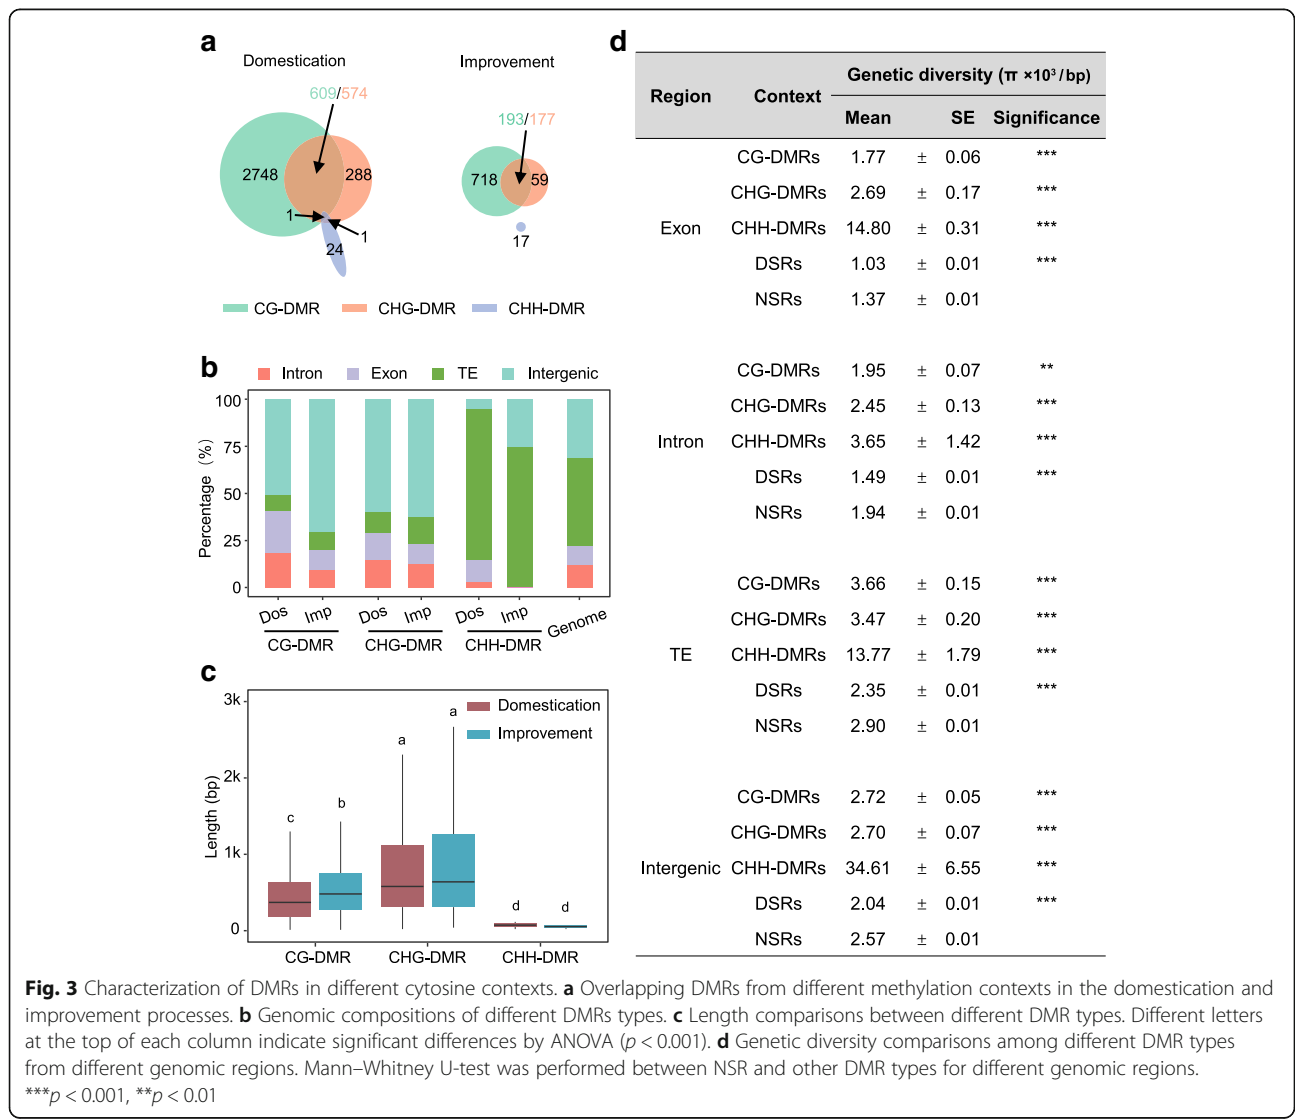 a
Domestication
Improvement
609/574
193/177
2748
288
718
59
1
1
24
17
CG-DMR CHG-DMR CHH-DMR
b
Intron Exon TE Intergenic
Percentage (%)
100
75
50
25
0
Dos Imp Dos Imp Dos Imp Genome
CG-DMR CHG-DMR CHH-DMR
c
Length (bp)
3k
2k
1k
0
Domestication
Improvement
c b a a d d
CG-DMR CHG-DMR CHH-DMR
d
Region Context Genetic diversity (π ×10³/bp)
Mean SE Significance
CG-DMRs 1.77 ± 0.06 ***
CHG-DMRs 2.69 ± 0.17 ***
Exon CHH-DMRs 14.80 ± 0.31 ***
DSRs 1.03 ± 0.01 ***
NSRs 1.37 ± 0.01
CG-DMRs 1.95 ± 0.07 **
CHG-DMRs 2.45 ± 0.13 ***
Intron CHH-DMRs 3.65 ± 1.42 ***
DSRs 1.49 ± 0.01 ***
NSRs 1.94 ± 0.01
CG-DMRs 3.66 ± 0.15 ***
CHG-DMRs 3.47 ± 0.20 ***
TE CHH-DMRs 13.77 ± 1.79 ***
DSRs 2.35 ± 0.01 ***
NSRs 2.90 ± 0.01
CG-DMRs 2.72 ± 0.05 ***
CHG-DMRs 2.70 ± 0.07 ***
Intergenic CHH-DMRs 34.61 ± 6.55 ***
DSRs 2.04 ± 0.01 ***
NSRs 2.57 ± 0.01
Fig. 3 Characterization of DMRs in different cytosine contexts. a Overlapping DMRs from different methylation contexts in the domestication and
improvement processes. b Genomic compositions of different DMRs types. c Length comparisons between different DMR types. Different letters
at the top of each column indicate significant differences by ANOVA (p < 0.001). d Genetic diversity comparisons among different DMR types
from different genomic regions. Mann–Whitney U-test was performed between NSR and other DMR types for different genomic regions.
***p < 0.001, **p < 0.01